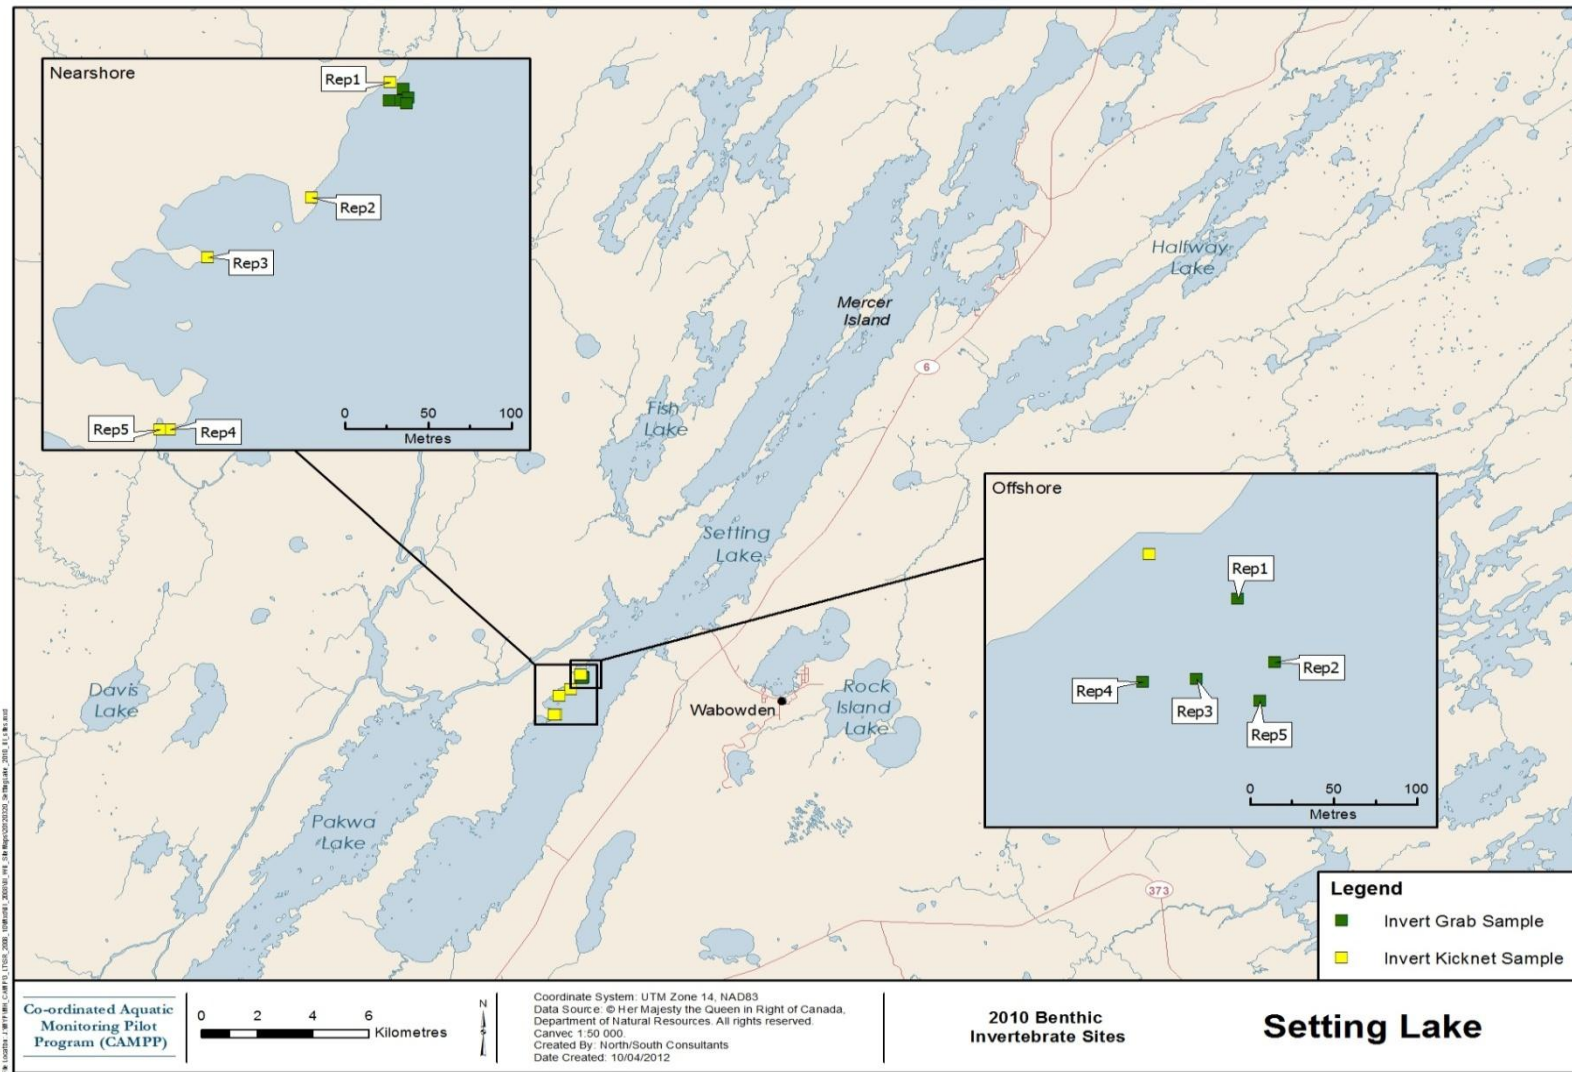 Nearshore
Rep1
Rep2
Rep3
Rep5
Rep4
0 50 100
Metres
Halfway
Lake
Mercer
Island
6
Fish
Lake
Setting
Lake
Offshore
Rep1
Rep2
Rep4
Rep3
Rep5
0 50 100
Metres
Davis
Lake
Wabowden
Rock
Island
Lake
Pakwa
Lake
373
Legend
Invert Grab Sample
Invert Kicknet Sample
Co-ordinated Aquatic
Monitoring Pilot
Program (CAMPP)
0 2 4 6
Kilometres
N
Coordinate System: UTM Zone 14, NAD83
Data Source: © Her Majesty the Queen in Right of Canada,
Department of Natural Resources. All rights reserved.
Canvec 1:50 000.
Created By: North/South Consultants
Date Created: 10/04/2012
2010 Benthic
Invertebrate Sites
Setting Lake